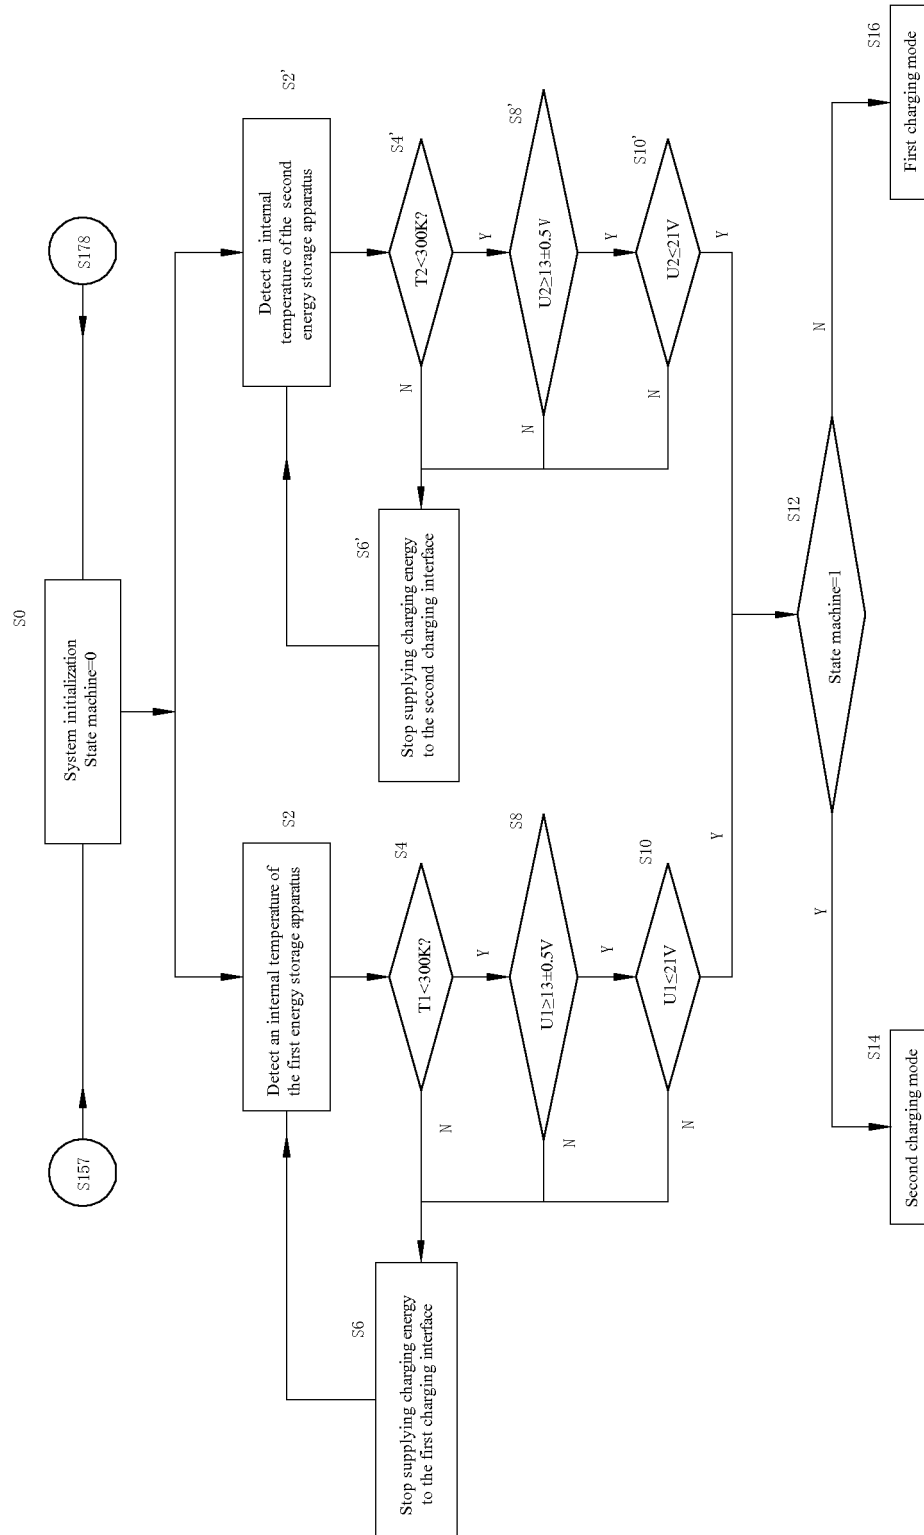 S157
S0
System initialization
State machine=0
S178
S2
Detect an internal temperature of
the first energy storage apparatus
S2'
Detect an internal
temperature of the second
energy storage apparatus
S6
Stop supplying charging energy
to the first charging interface
N
S4
T1<300K?
Y
S6'
Stop supplying charging energy
to the second charging interface
N
S4'
T2<300K?
Y
N
S8
U1≥13±0.5V
Y
N
S8'
U2≥13±0.5V
Y
N
S10
U1≤21V
Y
N
S10'
U2≤21V
Y
S12
State machine=1
Y
N
S14
Second charging mode
S16
First charging mode